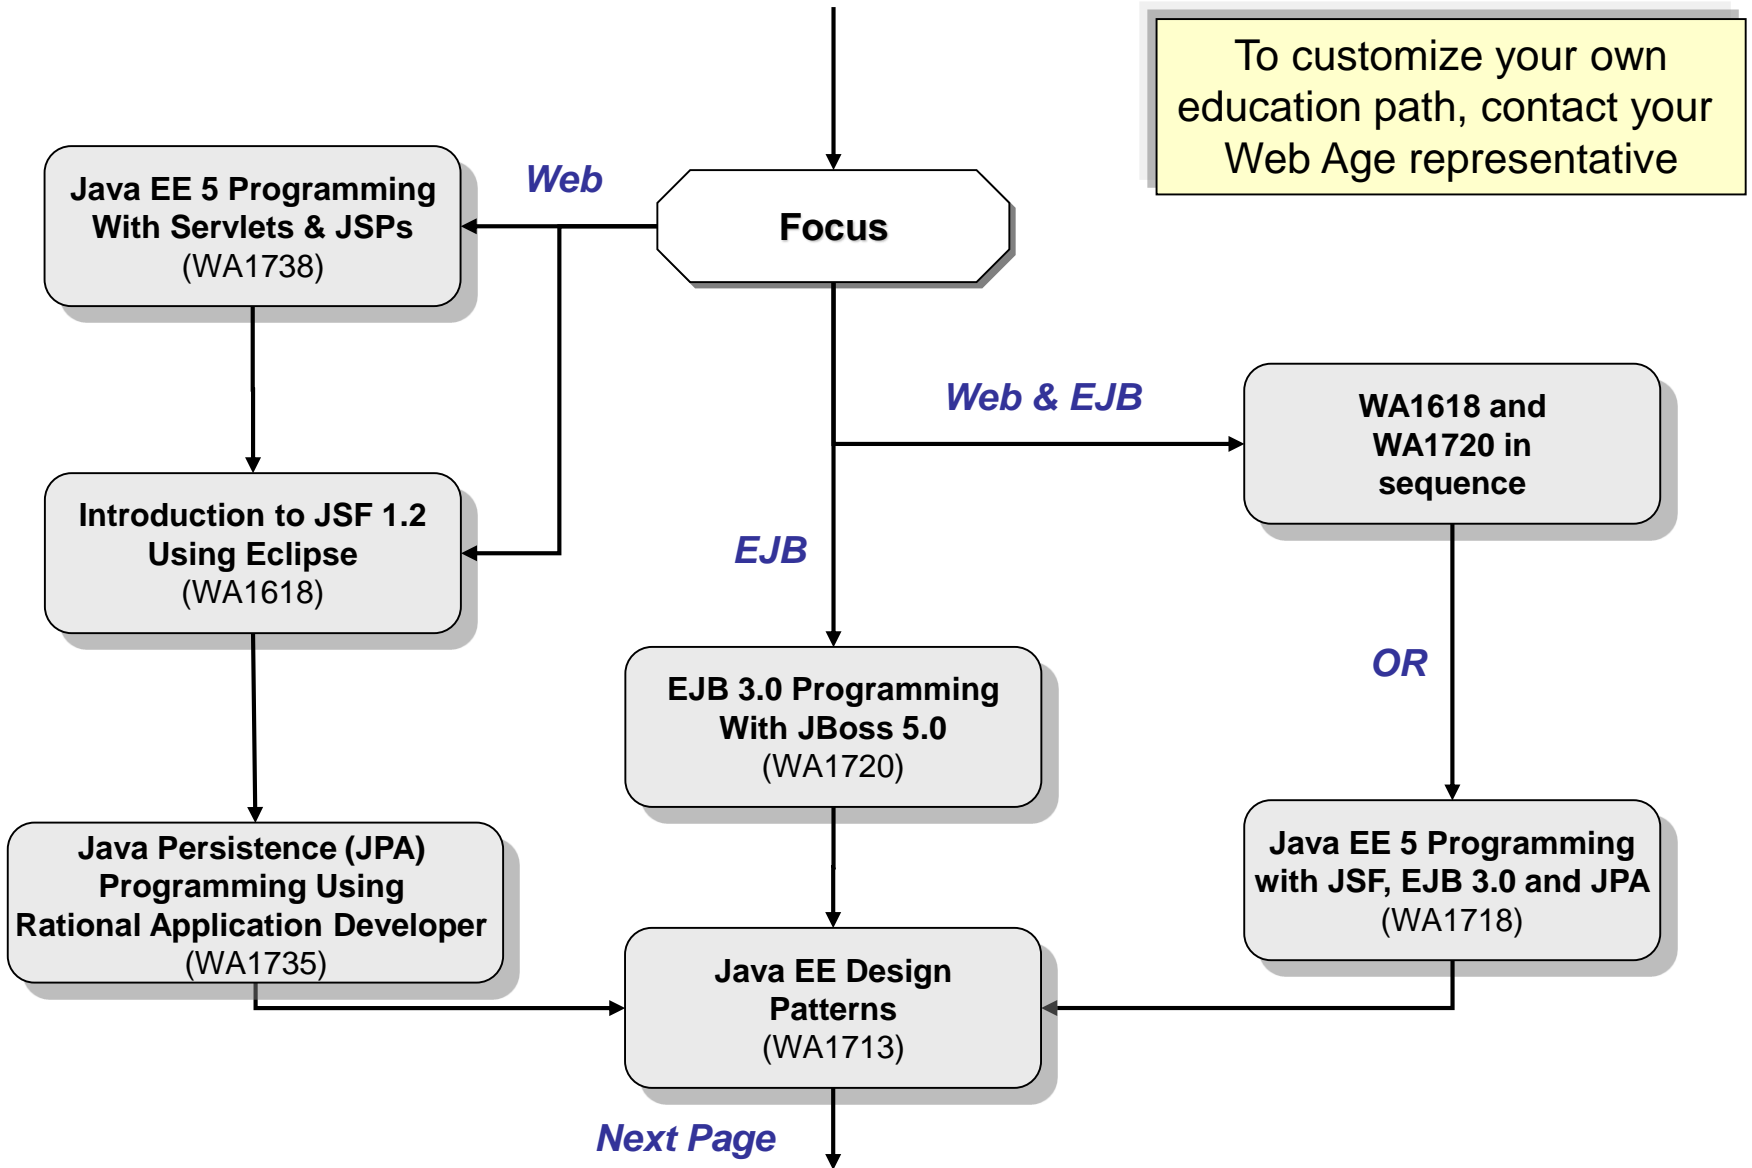 To customize your own
education path, contact your
Web Age representative
Focus
Web
Java EE 5 Programming
With Servlets & JSPs
(WA1738)
Web & EJB
WA1618 and
WA1720 in
sequence
Introduction to JSF 1.2
Using Eclipse
(WA1618)
EJB
OR
EJB 3.0 Programming
With JBoss 5.0
(WA1720)
Java Persistence (JPA)
Programming Using
Rational Application Developer
(WA1735)
Java EE 5 Programming
with JSF, EJB 3.0 and JPA
(WA1718)
Java EE Design
Patterns
(WA1713)
Next Page